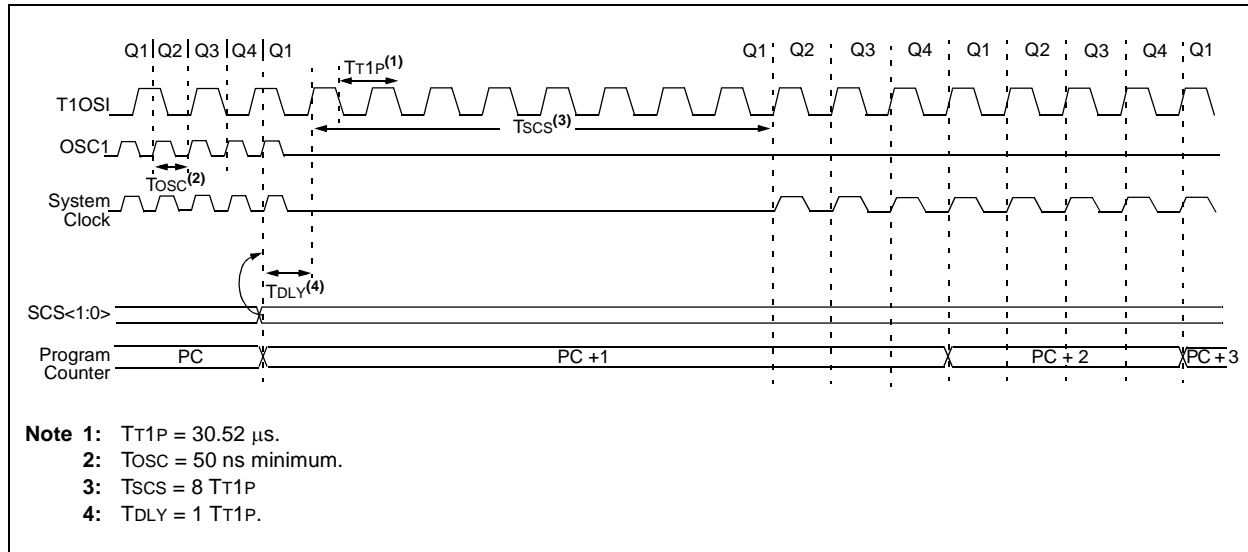 Q1 Q2 Q3 Q4 Q1 Q1 Q2 Q3 Q4 Q1 Q2 Q3 Q4 Q1
TT1P(1)
T1OSI
TSCS(3)
OSC1
TOSC(2)
System
Clock
TDLY(4)
SCS<1:0>
Program
Counter
PC PC +1 PC + 2 PC + 3
Note 1: TT1P = 30.52 μs.
2: TOSC = 50 ns minimum.
3: TSCS = 8 TT1P
4: TDLY = 1 TT1P.